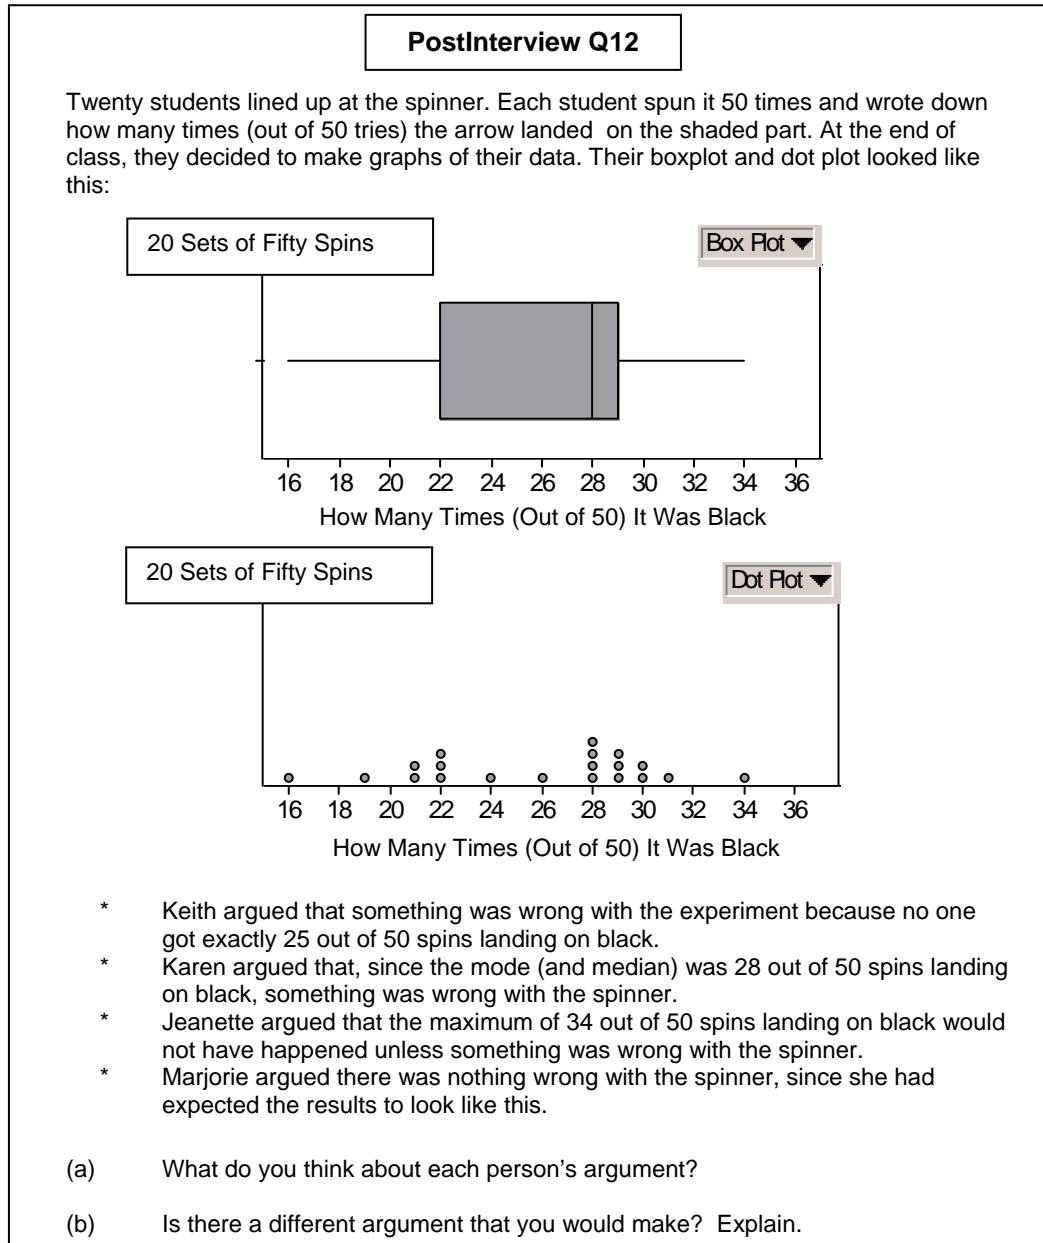 PostInterview Q12
Twenty students lined up at the spinner. Each student spun it 50 times and wrote down
how many times (out of 50 tries) the arrow landed on the shaded part. At the end of
class, they decided to make graphs of their data. Their boxplot and dot plot looked like
this:
20 Sets of Fifty Spins
Box Plot
16 18 20 22 24 26 28 30 32 34 36
How Many Times (Out of 50) It Was Black
20 Sets of Fifty Spins
Dot Plot
16 18 20 22 24 26 28 30 32 34 36
How Many Times (Out of 50) It Was Black
* Keith argued that something was wrong with the experiment because no one
got exactly 25 out of 50 spins landing on black.
* Karen argued that, since the mode (and median) was 28 out of 50 spins landing
on black, something was wrong with the spinner.
* Jeanette argued that the maximum of 34 out of 50 spins landing on black would
not have happened unless something was wrong with the spinner.
* Marjorie argued there was nothing wrong with the spinner, since she had
expected the results to look like this.
(a) What do you think about each person's argument?
(b) Is there a different argument that you would make? Explain.